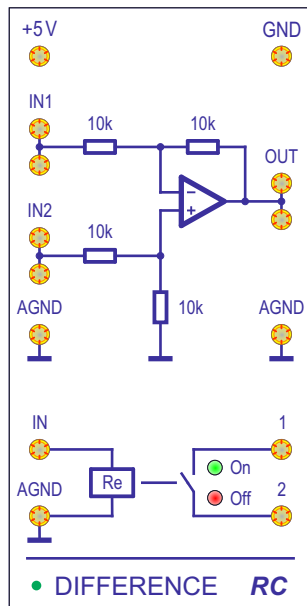 +5V GND
IN1
10k 10k
OUT
−
+
IN2
10k
10k
AGND AGND
IN 1
Re On
Off
AGND 2
• DIFFERENCE RC